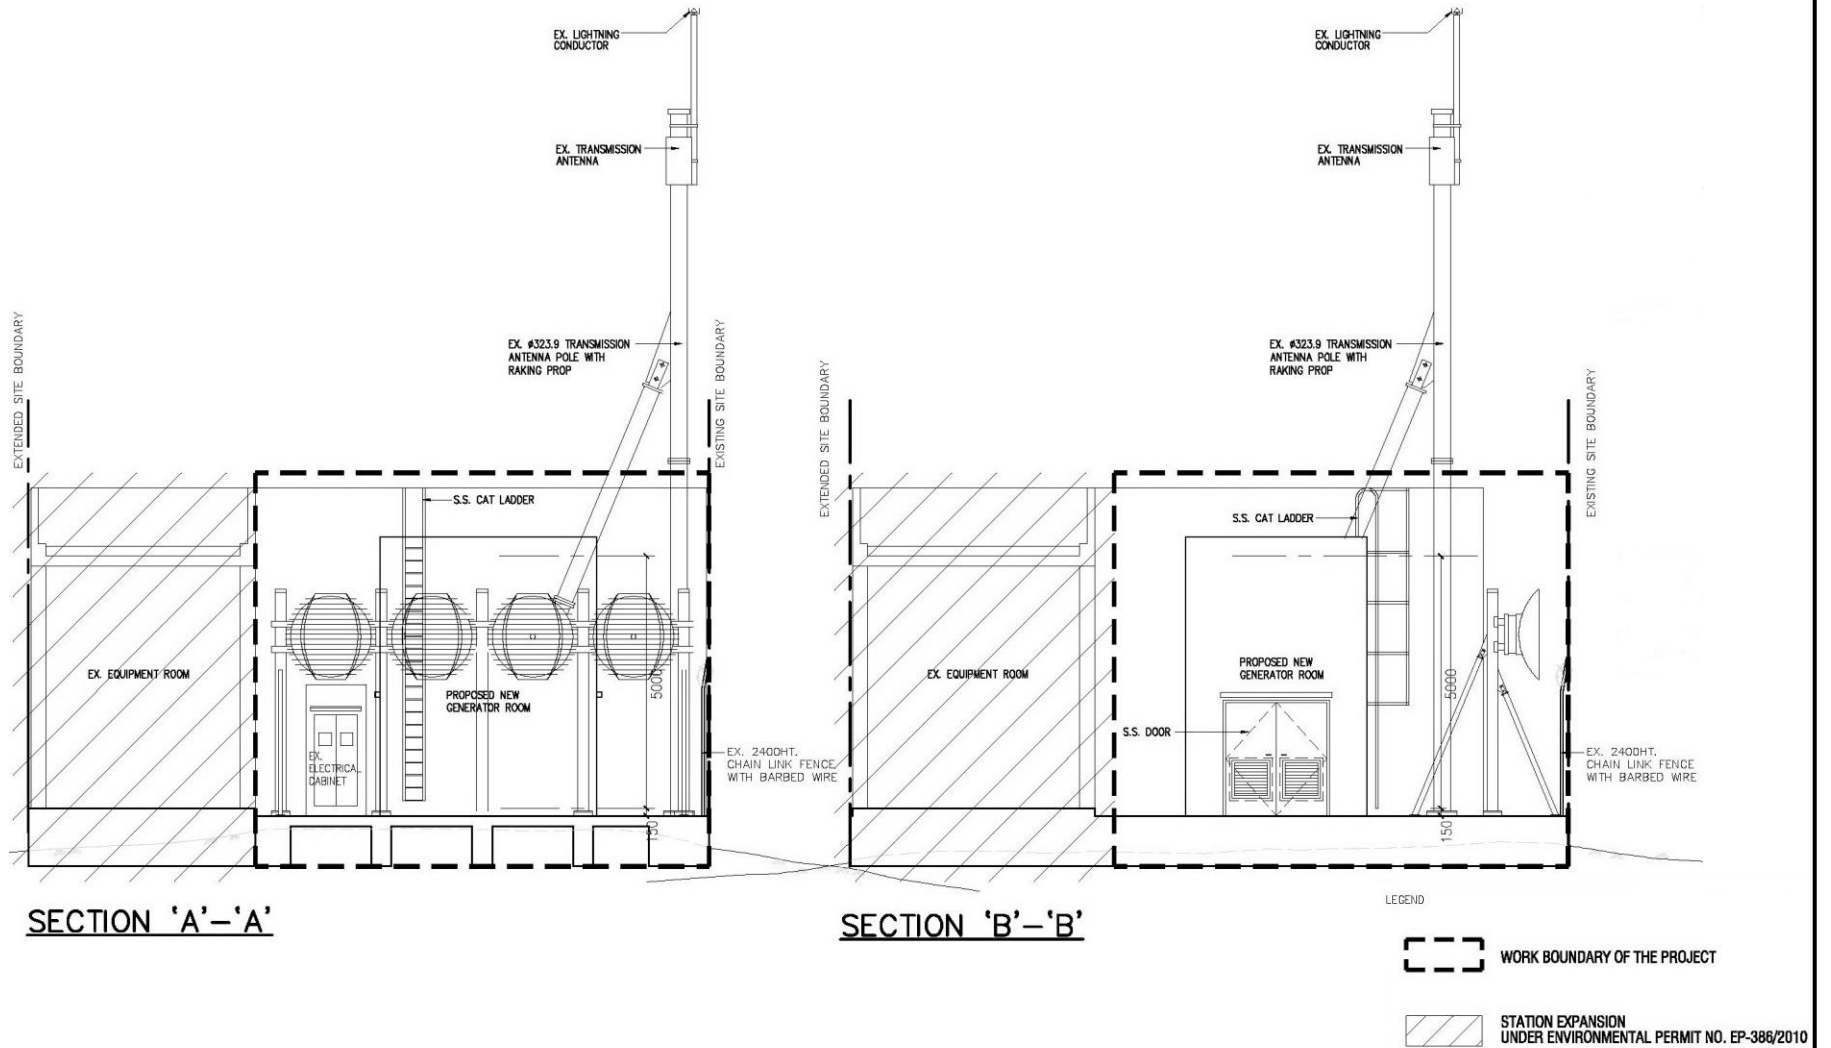 EX. LIGHTNING
CONDUCTOR
EX. TRANSMISSION
ANTENNA
EX. ø323.9 TRANSMISSION
ANTENNA POLE WITH
RAKING PROP
EXTENDED SITE BOUNDARY
EXISTING SITE BOUNDARY
S.S. CAT LADDER
EX. EQUIPMENT ROOM
PROPOSED NEW
GENERATOR ROOM
5000
EX.
ELECTRICAL
CABINET
EX. 2400HT.
CHAIN LINK FENCE
WITH BARBED WIRE
150
SECTION 'A'-'A'
EX. LIGHTNING
CONDUCTOR
EX. TRANSMISSION
ANTENNA
EX. ø323.9 TRANSMISSION
ANTENNA POLE WITH
RAKING PROP
EXTENDED SITE BOUNDARY
EXISTING SITE BOUNDARY
S.S. CAT LADDER
EX. EQUIPMENT ROOM
PROPOSED NEW
GENERATOR ROOM
5000
S.S. DOOR
EX. 2400HT.
CHAIN LINK FENCE
WITH BARBED WIRE
150
SECTION 'B'-'B'
LEGEND
WORK BOUNDARY OF THE PROJECT
STATION EXPANSION
UNDER ENVIRONMENTAL PERMIT NO. EP-386/2010